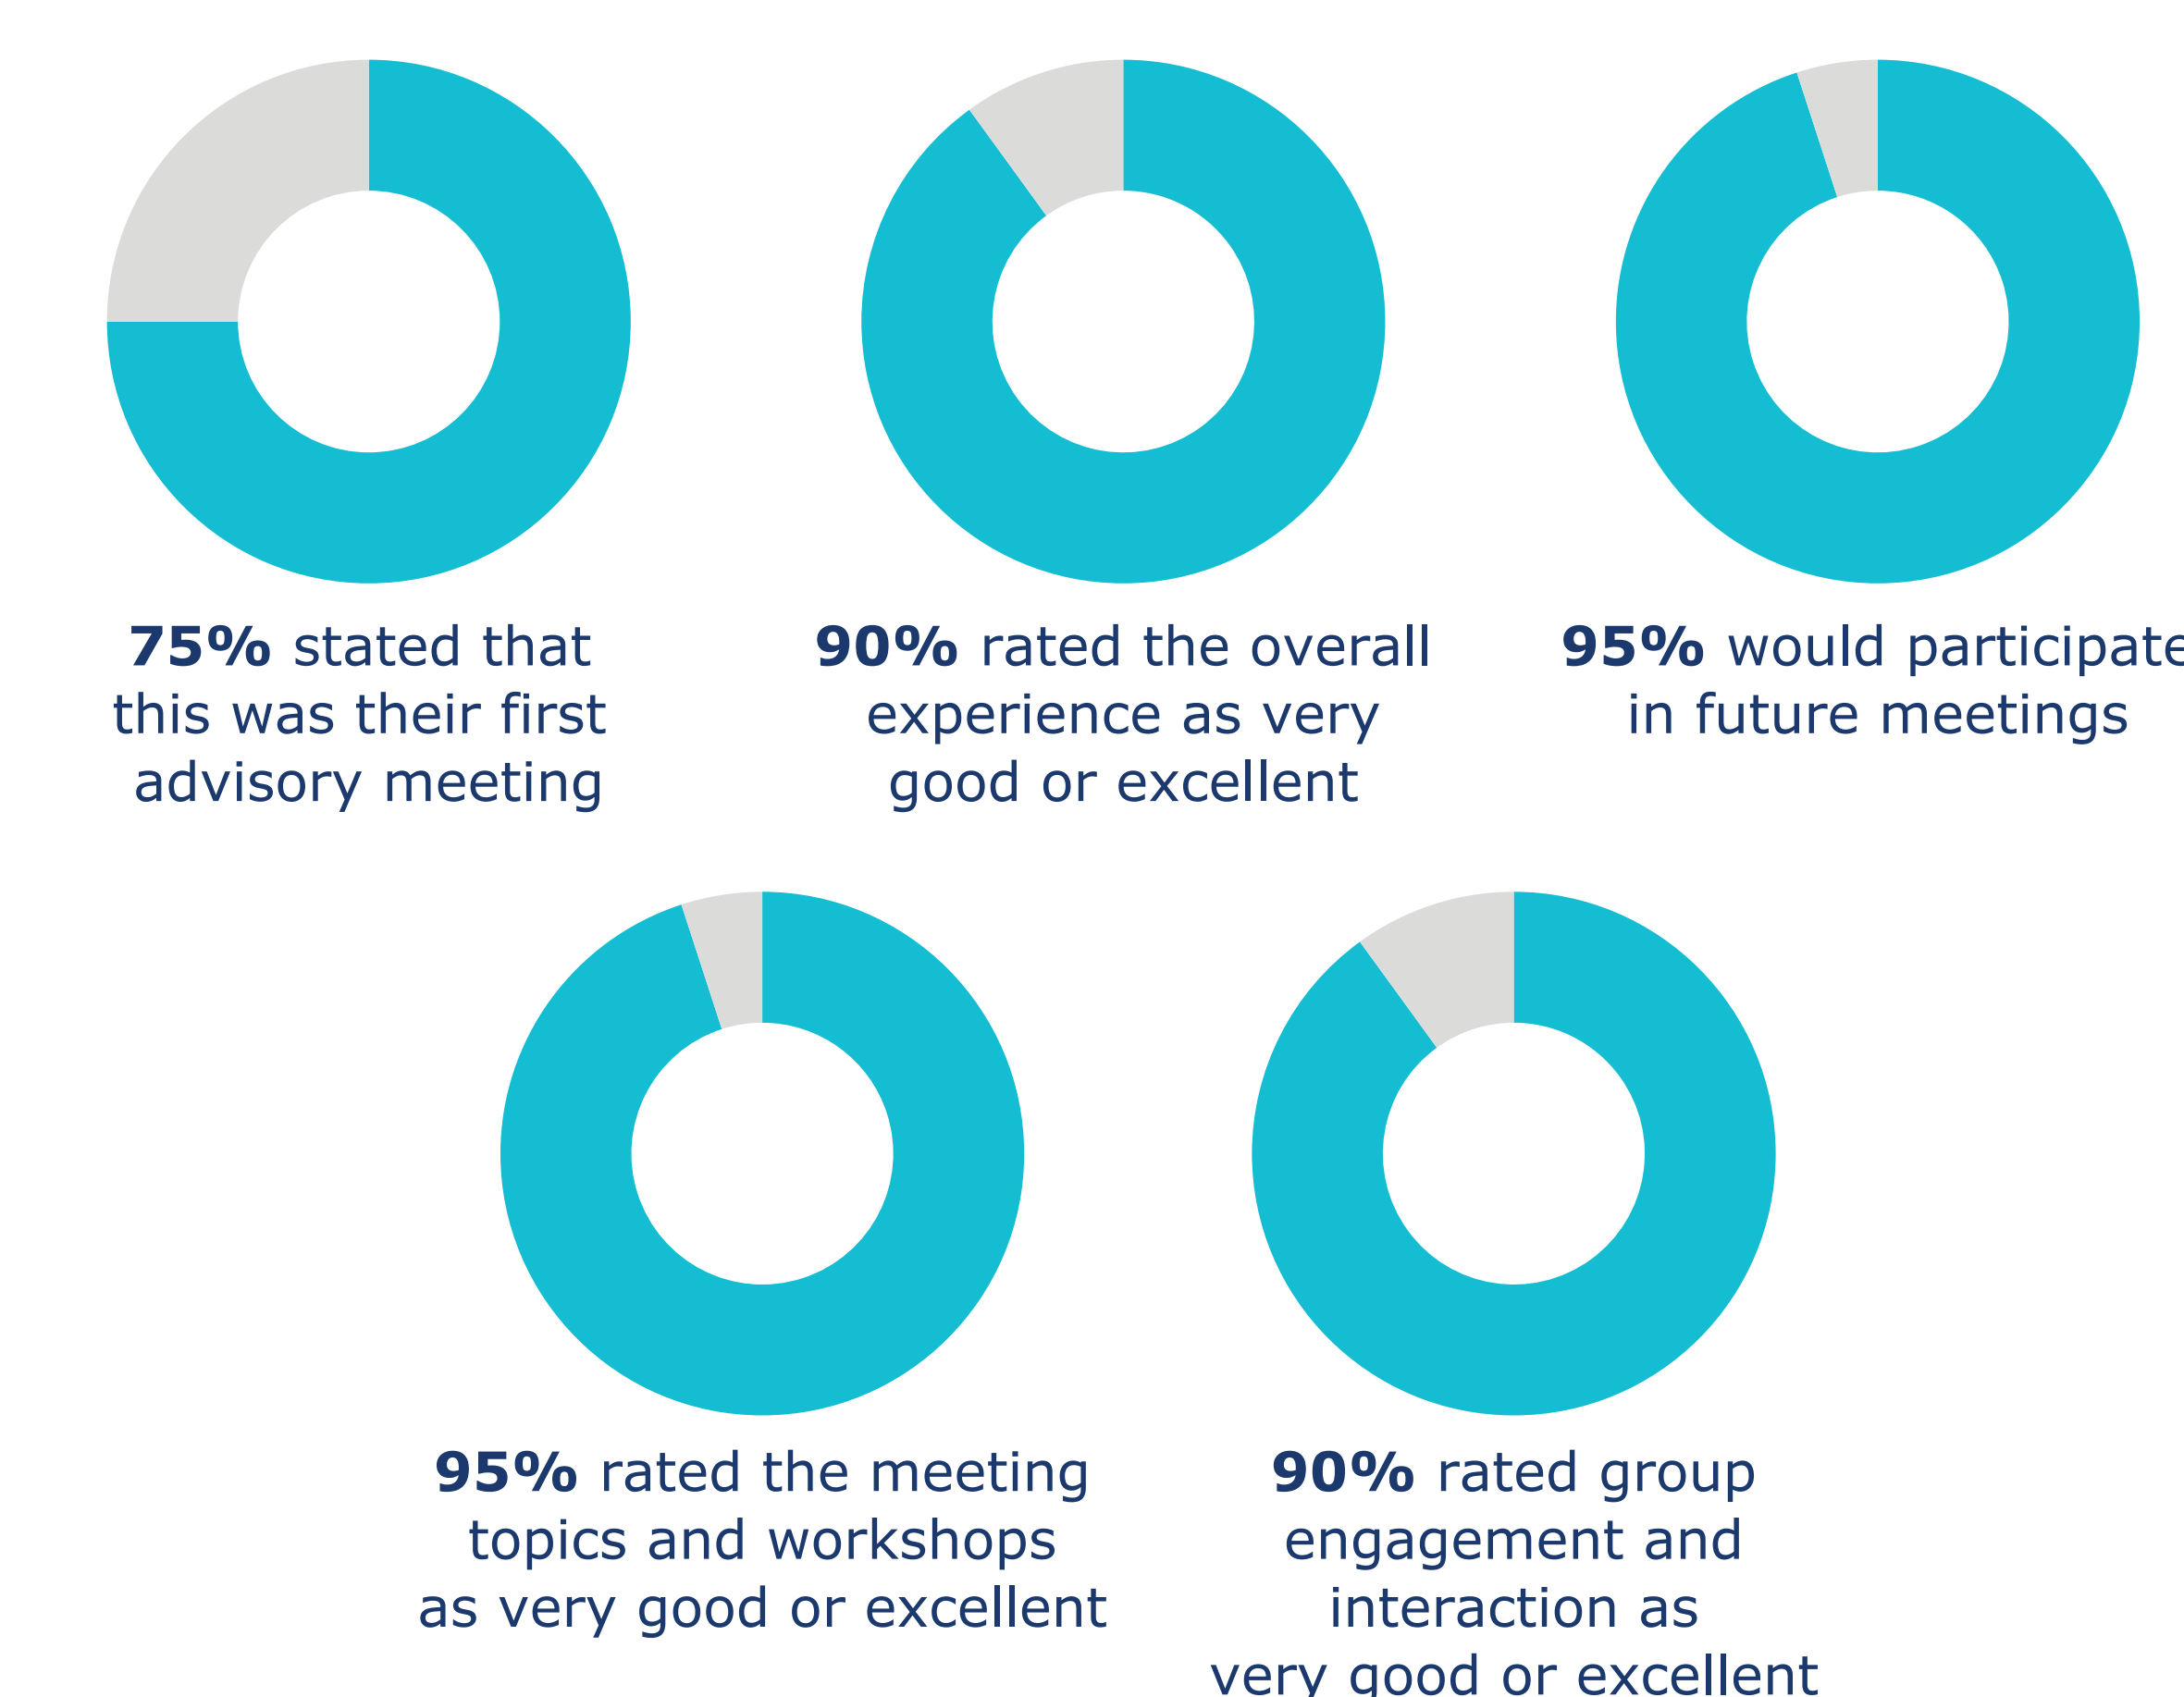 75% stated that
this was their first
advisory meeting
90% rated the overall
experience as very
good or excellent
95% would participate
in future meetings
95% rated the meeting
topics and workshops
as very good or excellent
90% rated group
engagement and
interaction as
very good or excellent